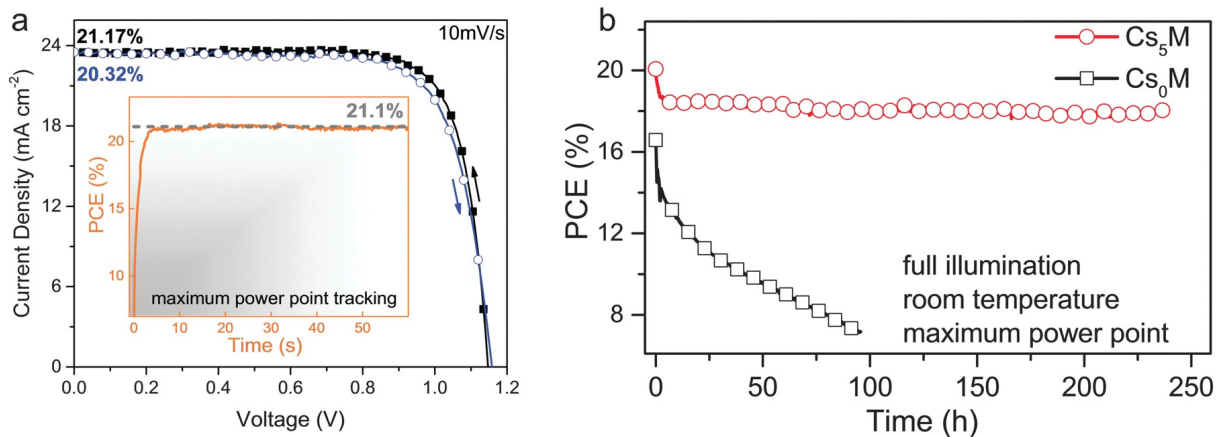 a
10mV/s
21.17%
20.32%
Current Density (mA cm⁻²)
24
18
12
6
0
0.0 0.2 0.4 0.6 0.8 1.0 1.2
Voltage (V)
21.1%
PCE (%)
20
15
10
maximum power point tracking
0 10 20 30 40 50
Time (s)
b
Cs₅M
Cs₀M
PCE (%)
20
16
12
8
full illumination
room temperature
maximum power point
0 50 100 150 200 250
Time (h)